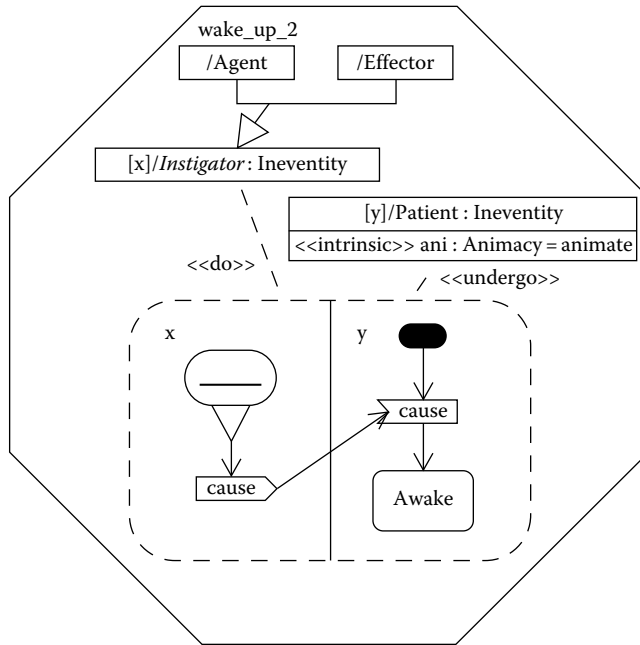 wake_up_2
/Agent
/Effector
[x]/Instigator : Ineventity
[y]/Patient : Ineventity
<<intrinsic>> ani : Animacy = animate
<<do>>
<<undergo>>
x
y
cause
cause
Awake